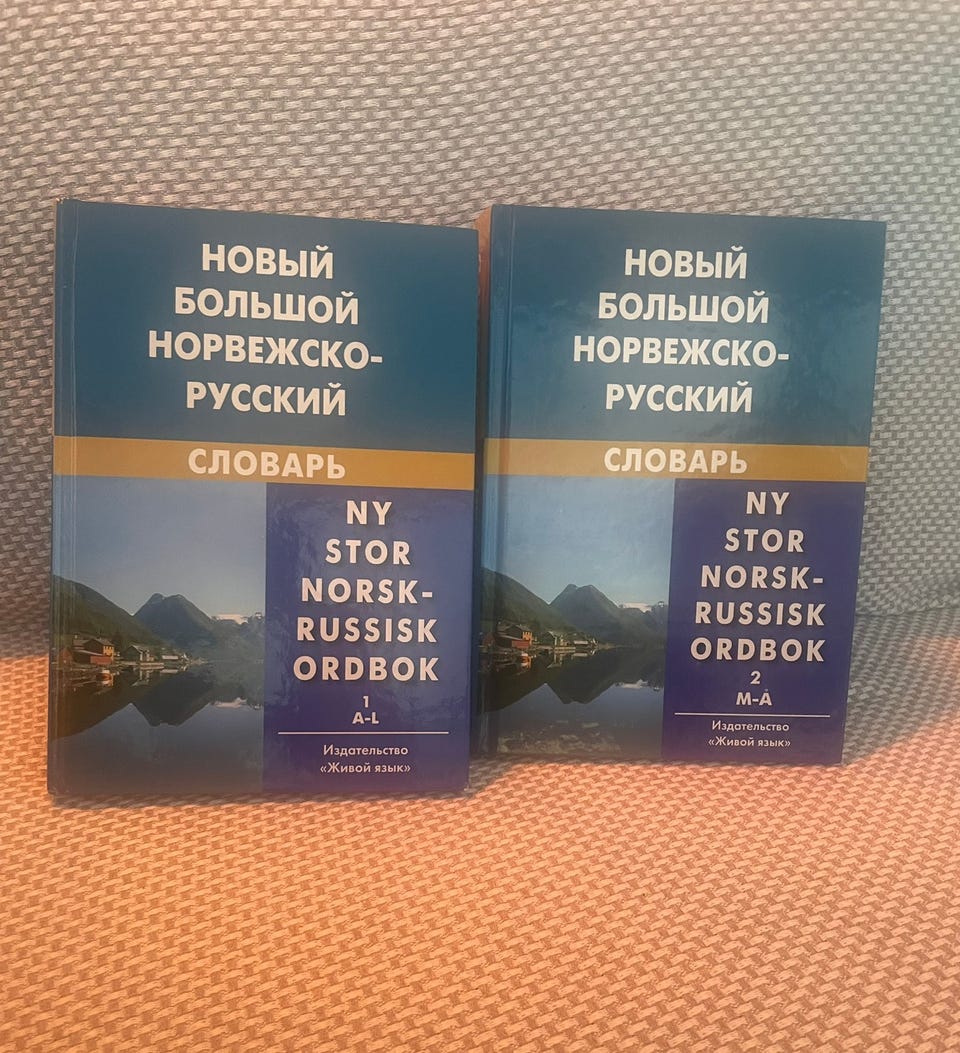 НОВЫЙ
БОЛЬШОЙ
НОРВЕЖСКО-
РУССКИЙ
СЛОВАРЬ
NY
STOR
NORSK-
RUSSISK
ORDBOK
1
A-L
Издательство
«Живой язык»
НОВЫЙ
БОЛЬШОЙ
НОРВЕЖСКО-
РУССКИЙ
СЛОВАРЬ
NY
STOR
NORSK-
RUSSISK
ORDBOK
2
M-Å
Издательство
«Живой язык»